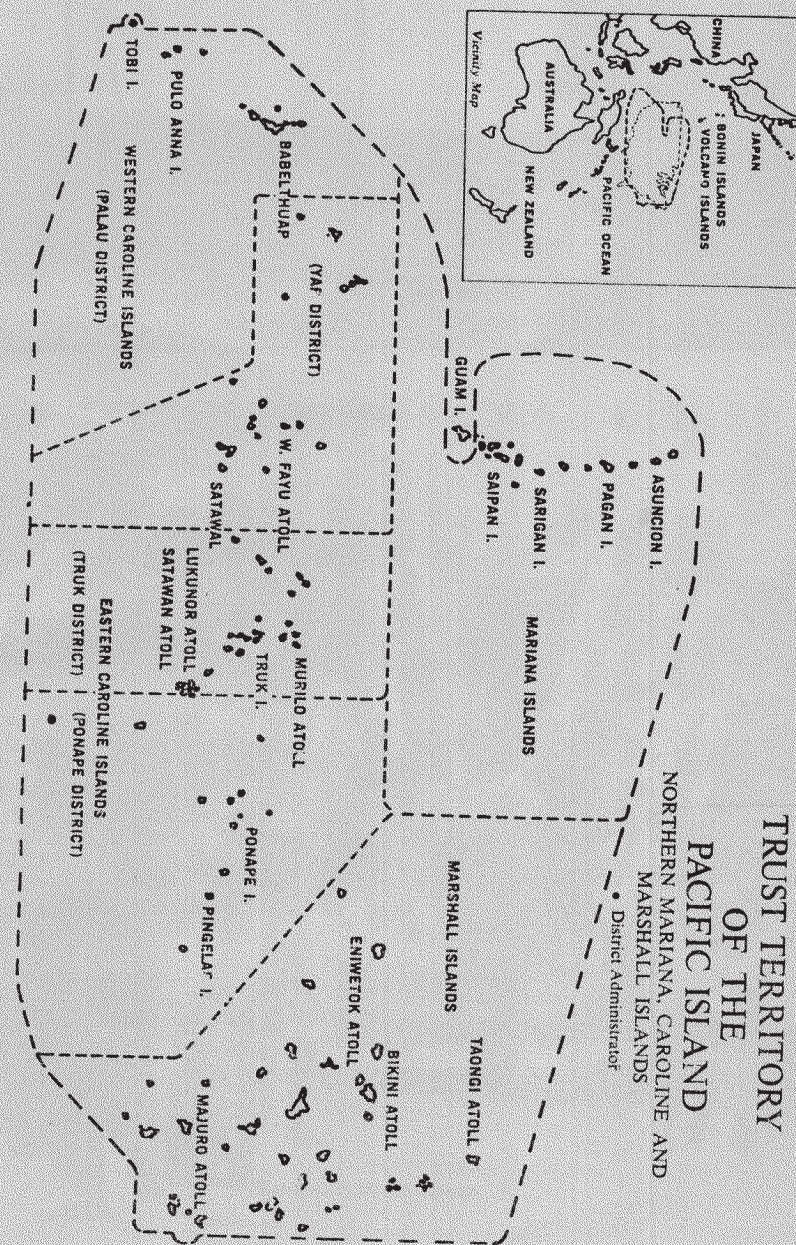 TRUST TERRITORY
OF THE
PACIFIC ISLAND
NORTHERN MARIANA, CAROLINE AND
MARSHALL ISLANDS
• District Administrator
CHINA
JAPAN
BONIN ISLANDS
VOLCANO ISLANDS
PACIFIC OCEAN
AUSTRALIA
NEW ZEALAND
Vicinity Map
ASUNCION I.
PAGAN I.
SARIGAN I.
SAIPAN I.
GUAM I.
MARIANA ISLANDS
MARSHALL ISLANDS
TAONGI ATOLL
BIKINI ATOLL
ENIWETOK ATOLL
MAJURO ATOLL
(YAF DISTRICT)
BABELTHUAP
PULO ANNA I.
TOBI I.
WESTERN CAROLINE ISLANDS
(PALAU DISTRICT)
W. FAYU ATOLL
SATAWAL
MURILO ATOLL
TRUK I.
LUKUNOR ATOLL
SATAWAN ATOLL
EASTERN CAROLINE ISLANDS
(TRUK DISTRICT)
(PONAPE DISTRICT)
PONAPE I.
PINGELAP I.